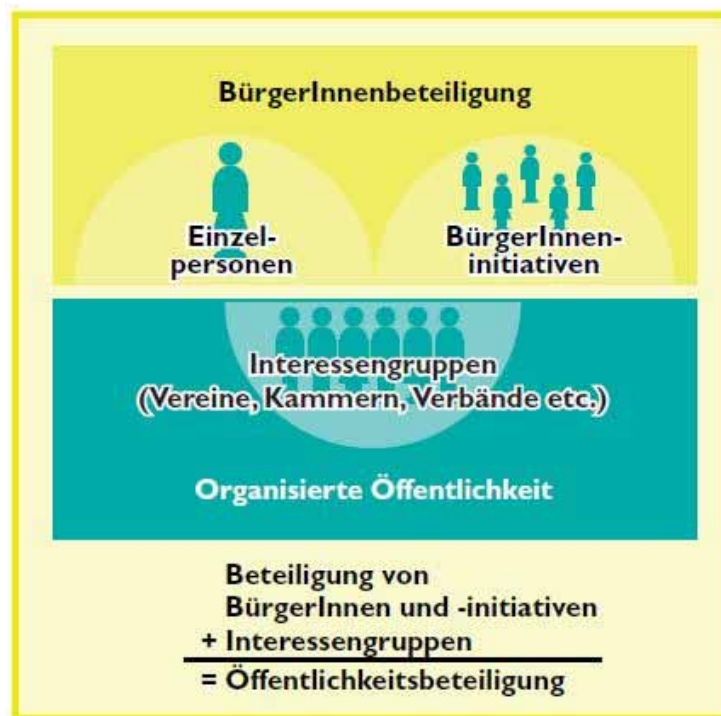 BürgerInnenbeteiligung
Einzel-
personen
BürgerInnen-
initiativen
Interessengruppen
(Vereine, Kammern, Verbände etc.)
Organisierte Öffentlichkeit
Beteiligung von
BürgerInnen und -initiativen
+ Interessengruppen
= Öffentlichkeitsbeteiligung